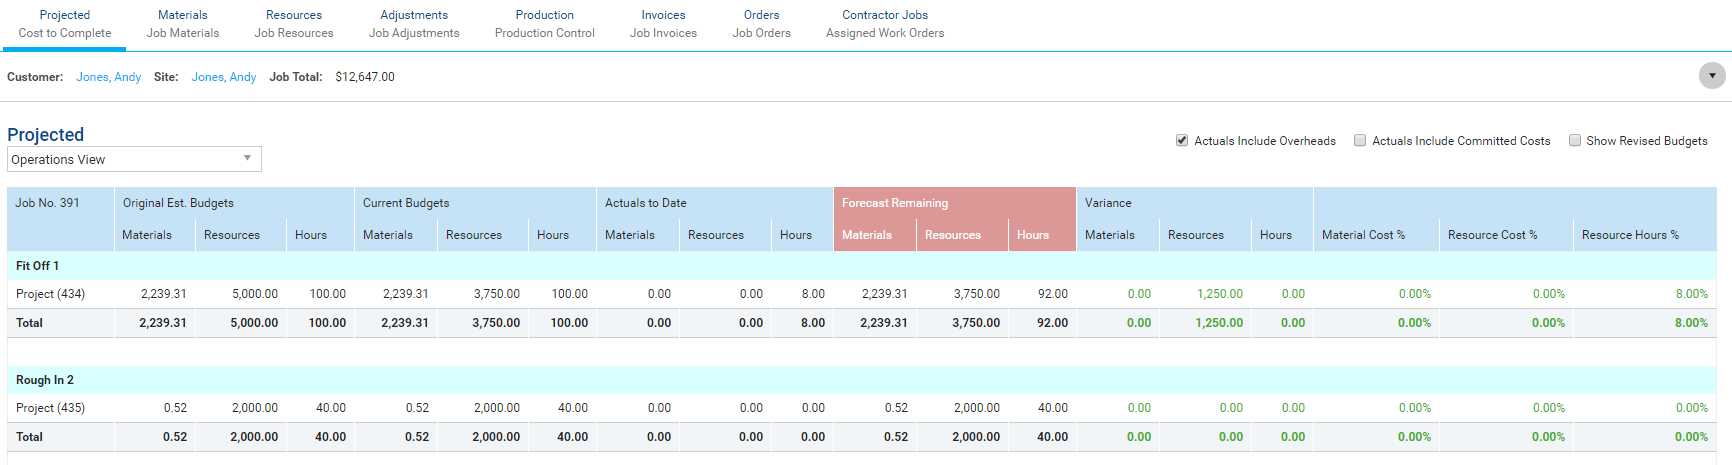 Projected Materials Resources Adjustments Production Invoices Orders Contractor Jobs
Cost to Complete Job Materials Job Resources Job Adjustments Production Control Job Invoices Job Orders Assigned Work Orders
Customer: Jones, Andy Site: Jones, Andy Job Total: $12,647.00
Projected
Actuals Include Overheads Actuals Include Committed Costs Show Revised Budgets
Operations View
Job No. 391 Original Est. Budgets Current Budgets Actuals to Date Forecast Remaining Variance
Materials Resources Hours Materials Resources Hours Materials Resources Hours Materials Resources Hours Materials Resources Hours Material Cost % Resource Cost % Resource Hours %
Fit Off 1
Project (434) 2,239.31 5,000.00 100.00 2,239.31 3,750.00 100.00 0.00 0.00 8.00 2,239.31 3,750.00 92.00 0.00 1,250.00 0.00 0.00% 0.00% 8.00%
Total 2,239.31 5,000.00 100.00 2,239.31 3,750.00 100.00 0.00 0.00 8.00 2,239.31 3,750.00 92.00 0.00 1,250.00 0.00 0.00% 0.00% 8.00%
Rough In 2
Project (435) 0.52 2,000.00 40.00 0.52 2,000.00 40.00 0.00 0.00 0.00 0.52 2,000.00 40.00 0.00 0.00 0.00 0.00% 0.00% 0.00%
Total 0.52 2,000.00 40.00 0.52 2,000.00 40.00 0.00 0.00 0.00 0.52 2,000.00 40.00 0.00 0.00 0.00 0.00% 0.00% 0.00%